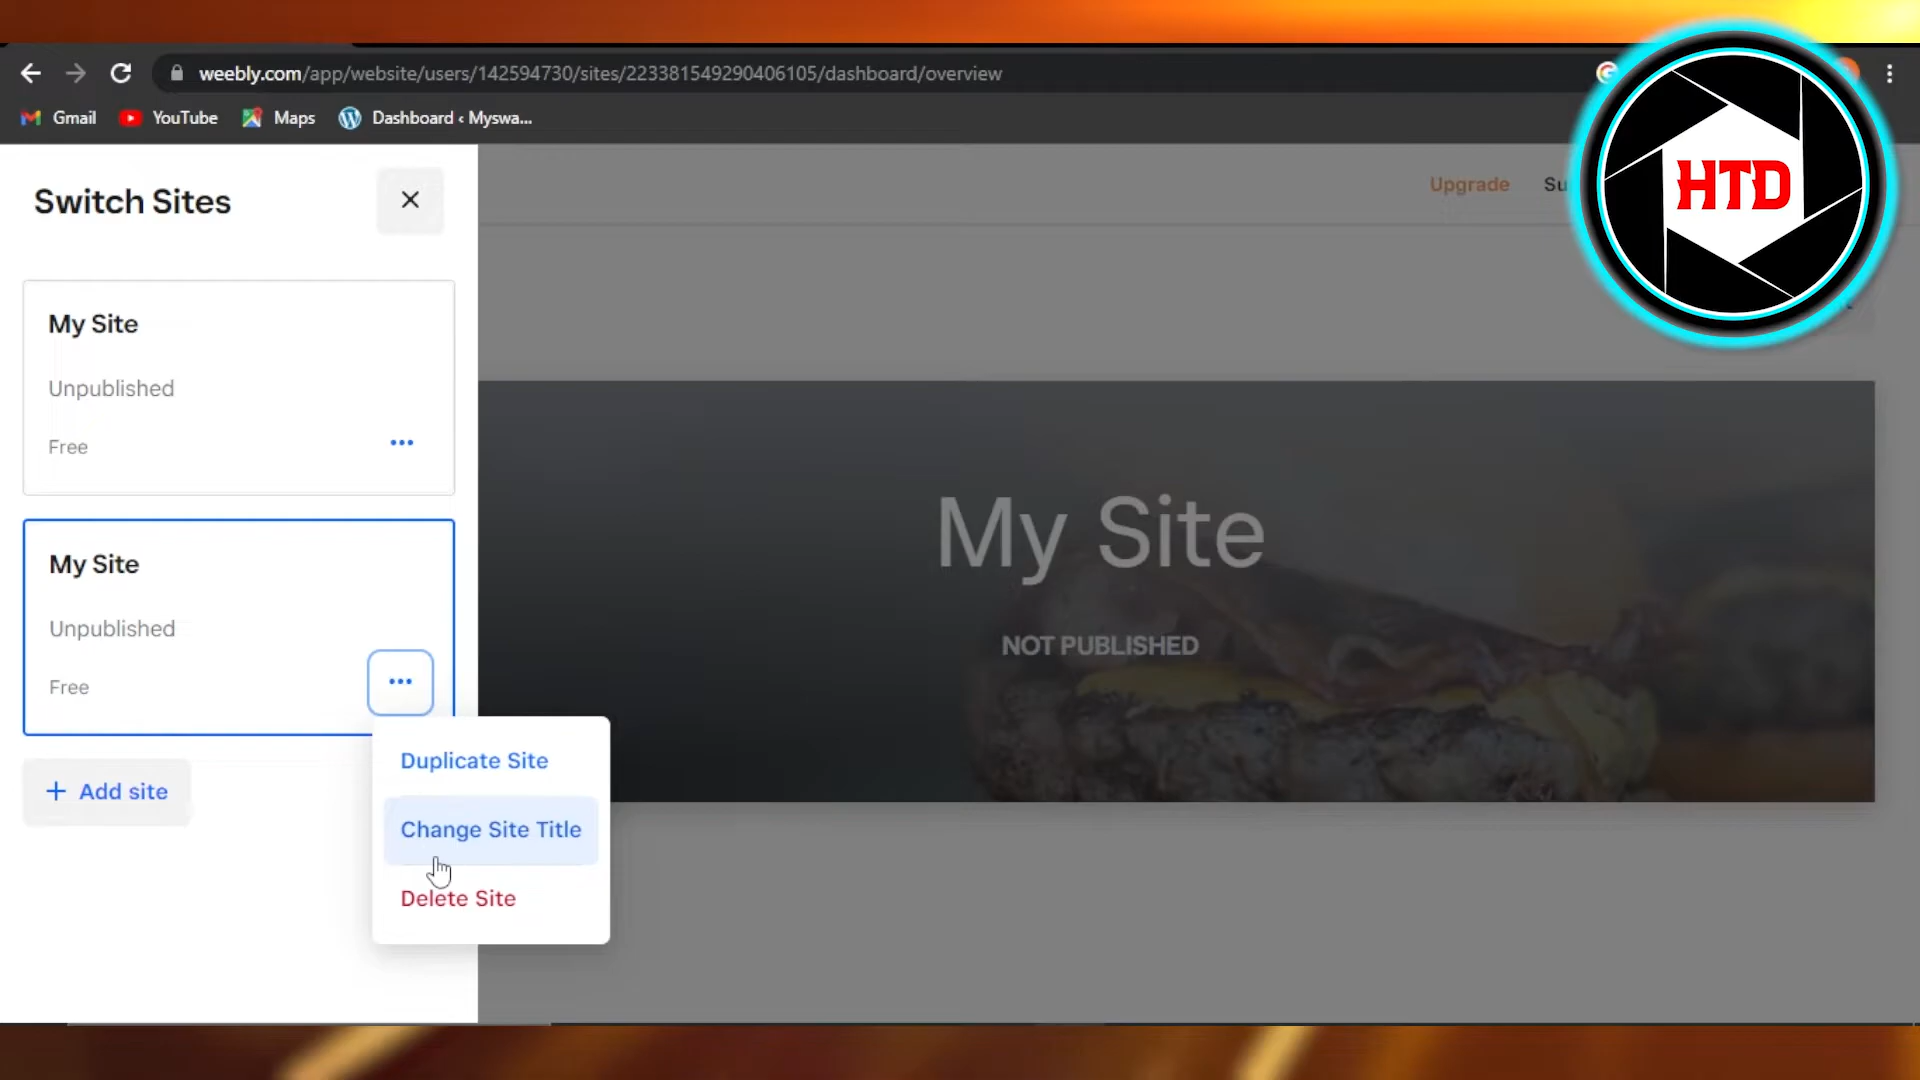 weebly.com/app/website/users/142594730/sites/223381549290406105/dashboard/overview
Gmail YouTube Maps Dashboard ‹ Myswa...
Switch Sites
Upgrade Su
HTD
My Site
Unpublished
Free
My Site
Unpublished
Free
My Site
NOT PUBLISHED
Duplicate Site
+ Add site
Change Site Title
Delete Site